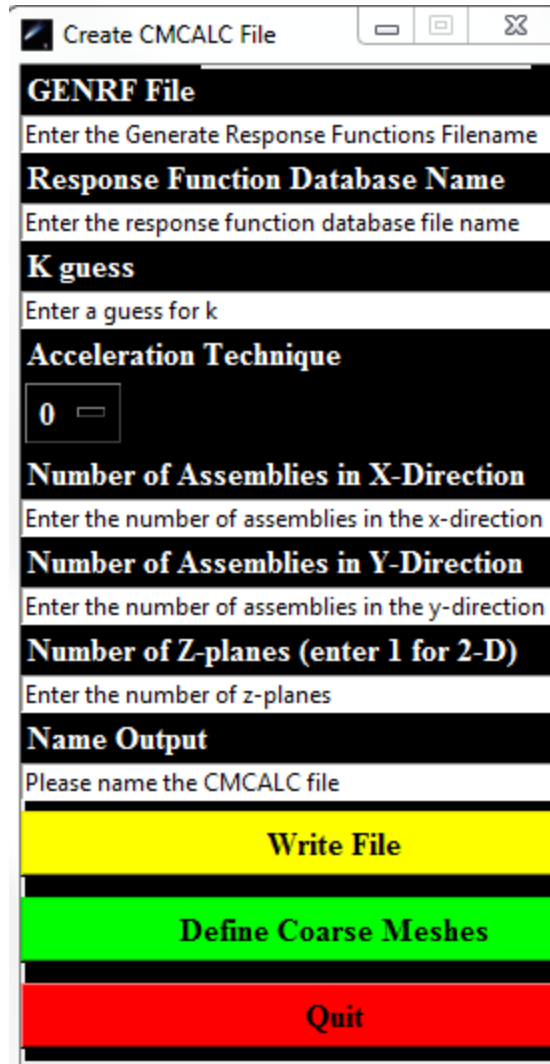 Create CMCALC File
GENRF File
Enter the Generate Response Functions Filename
Response Function Database Name
Enter the response function database file name
K guess
Enter a guess for k
Acceleration Technique
0
Number of Assemblies in X-Direction
Enter the number of assemblies in the x-direction
Number of Assemblies in Y-Direction
Enter the number of assemblies in the y-direction
Number of Z-planes (enter 1 for 2-D)
Enter the number of z-planes
Name Output
Please name the CMCALC file
Write File
Define Coarse Meshes
Quit